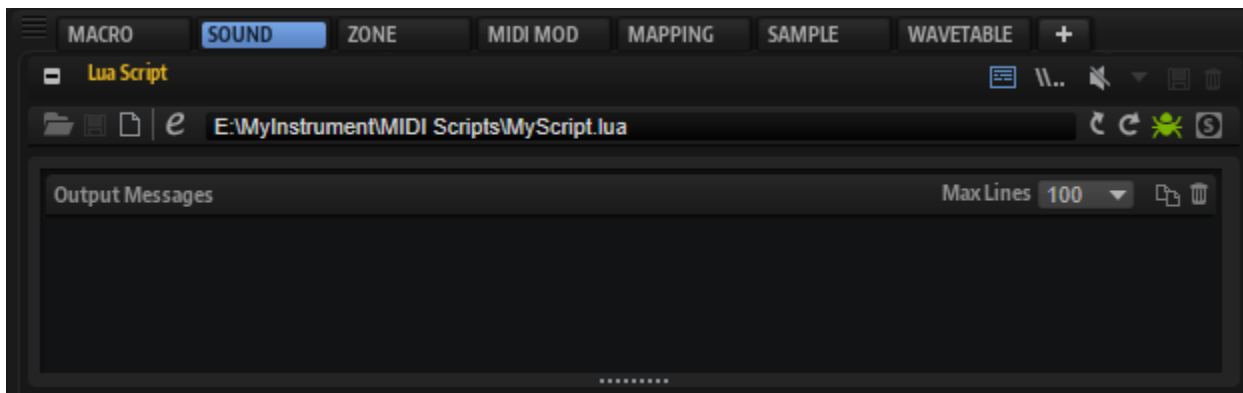 MACRO SOUND ZONE MIDI MOD MAPPING SAMPLE WAVETABLE +
Lua Script \\..
e E:\MyInstrument\MIDI Scripts\MyScript.lua S
Output Messages Max Lines 100